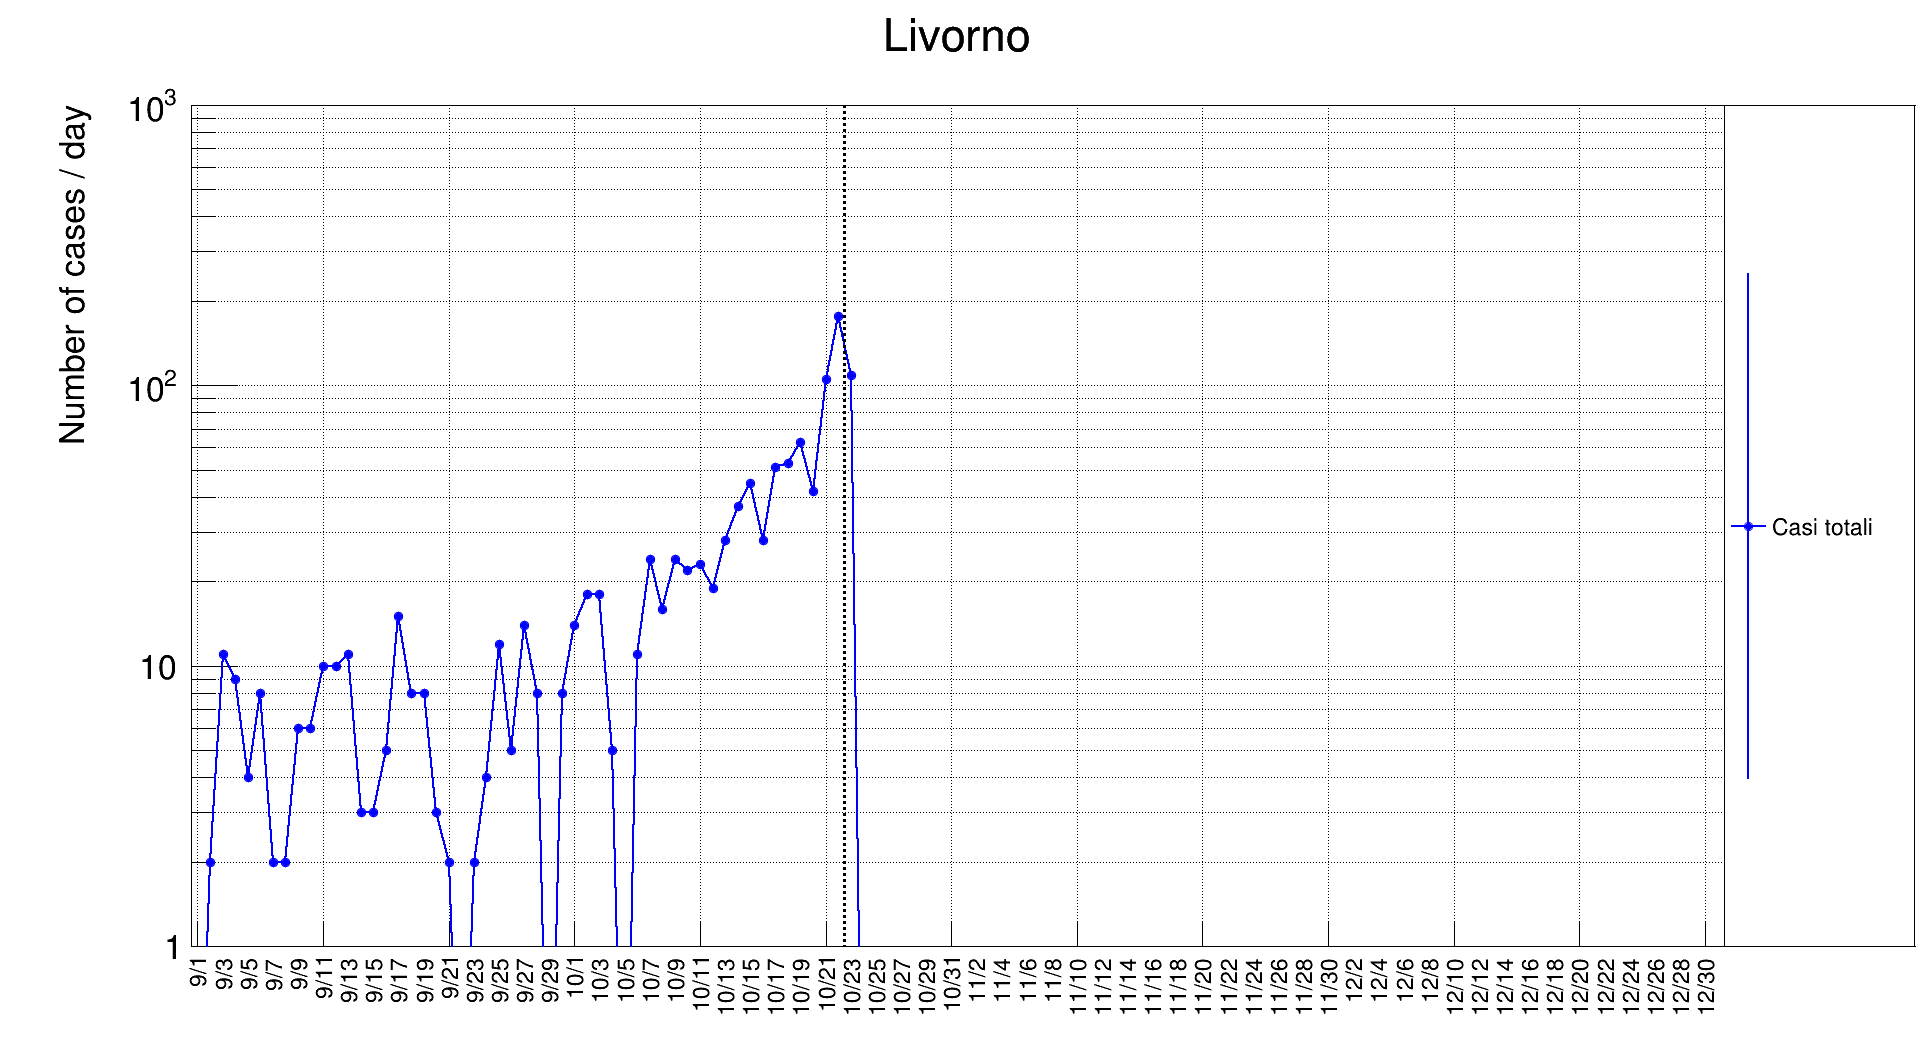 Livorno
Number of cases / day
10³
10²
10
1
9/1 9/3 9/5 9/7 9/9 9/11 9/13 9/15 9/17 9/19 9/21 9/23 9/25 9/27 9/29 10/1 10/3 10/5 10/7 10/9 10/11 10/13 10/15 10/17 10/19 10/21 10/23 10/25 10/27 10/29 10/31 11/2 11/4 11/6 11/8 11/10 11/12 11/14 11/16 11/18 11/20 11/22 11/24 11/26 11/28 11/30 12/2 12/4 12/6 12/8 12/10 12/12 12/14 12/16 12/18 12/20 12/22 12/24 12/26 12/28 12/30
Casi totali